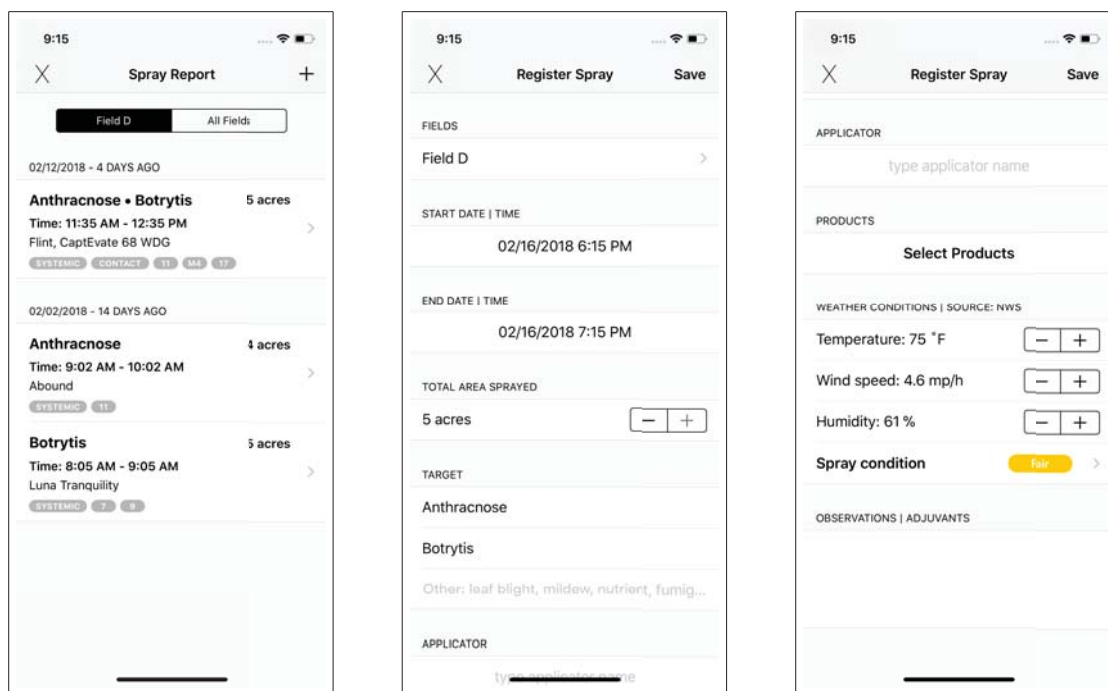 9:15
Spray Report +
Field D All Fields
02/12/2018 - 4 DAYS AGO
Anthracnose • Botrytis 5 acres
Time: 11:35 AM - 12:35 PM
Flint, CaptEvate 68 WDG
SYSTEMIC CONTACT 11 M4 17
02/02/2018 - 14 DAYS AGO
Anthracnose 4 acres
Time: 9:02 AM - 10:02 AM
Abound
SYSTEMIC 11
Botrytis 5 acres
Time: 8:05 AM - 9:05 AM
Luna Tranquility
SYSTEMIC 7 9
9:15
Register Spray Save
FIELDS
Field D
START DATE | TIME
02/16/2018 6:15 PM
END DATE | TIME
02/16/2018 7:15 PM
TOTAL AREA SPRAYED
5 acres − +
TARGET
Anthracnose
Botrytis
Other: leaf blight, mildew, nutrient, fumig...
APPLICATOR
type applicator name
9:15
Register Spray Save
APPLICATOR
type applicator name
PRODUCTS
Select Products
WEATHER CONDITIONS | SOURCE: NWS
Temperature: 75 °F − +
Wind speed: 4.6 mp/h − +
Humidity: 61 % − +
Spray condition Fair
OBSERVATIONS | ADJUVANTS